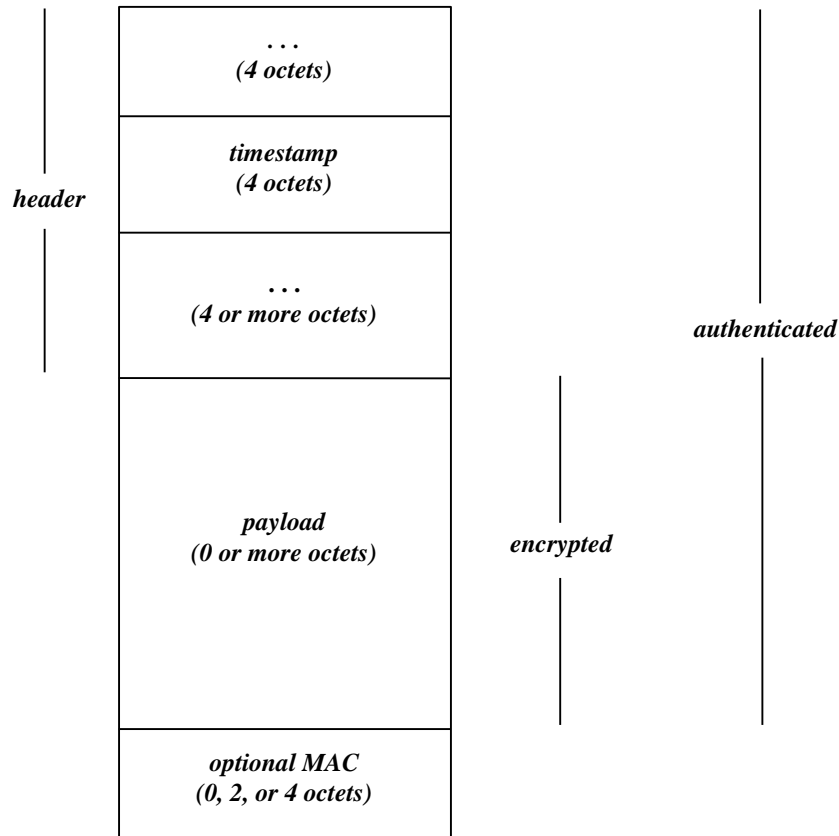 . . .
(4 octets)
timestamp
(4 octets)
header
. . .
(4 or more octets)
authenticated
payload
(0 or more octets)
encrypted
optional MAC
(0, 2, or 4 octets)